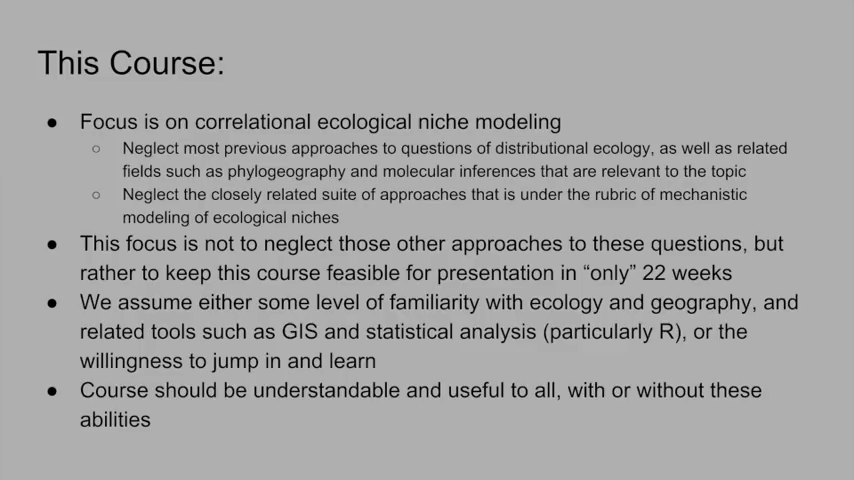 This Course:
● Focus is on correlational ecological niche modeling
○ Neglect most previous approaches to questions of distributional ecology, as well as related
fields such as phylogeography and molecular inferences that are relevant to the topic
○ Neglect the closely related suite of approaches that is under the rubric of mechanistic
modeling of ecological niches
● This focus is not to neglect those other approaches to these questions, but
rather to keep this course feasible for presentation in “only” 22 weeks
● We assume either some level of familiarity with ecology and geography, and
related tools such as GIS and statistical analysis (particularly R), or the
willingness to jump in and learn
● Course should be understandable and useful to all, with or without these
abilities